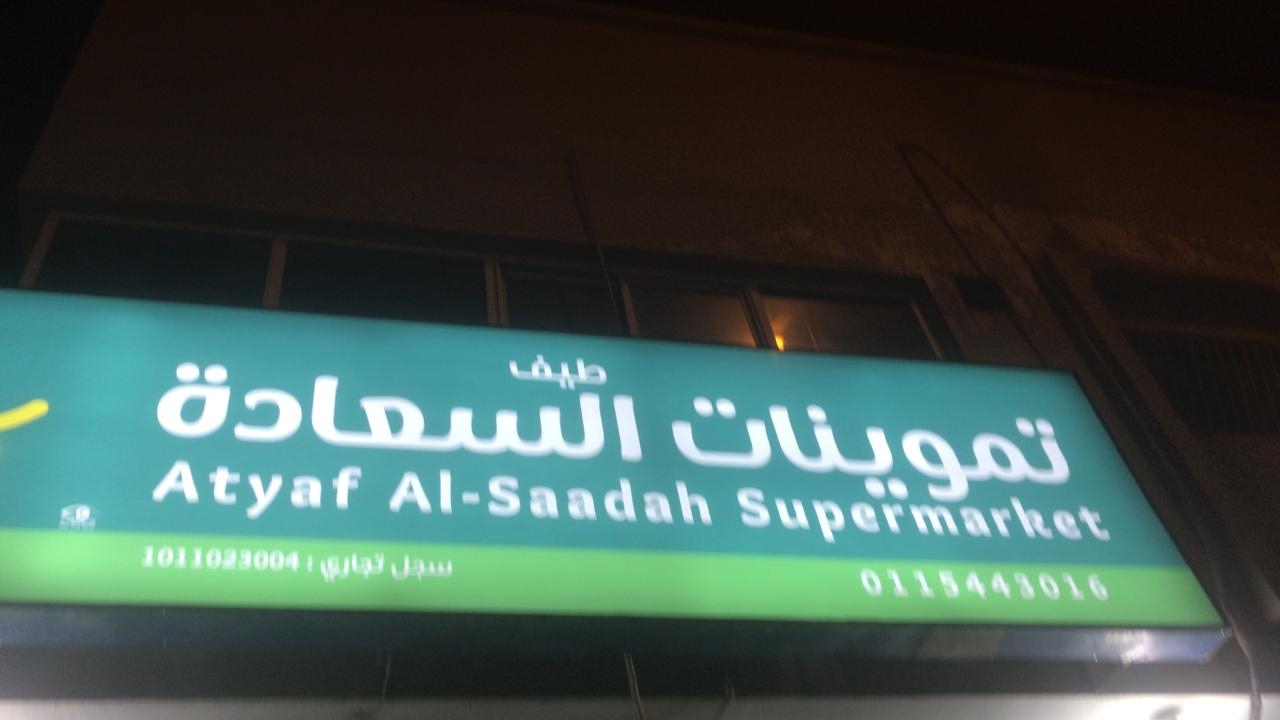 طيف
تموينات السعادة
Atyaf Al-Saadah Supermarket
سجل تجاري : 1011023004
0115443016